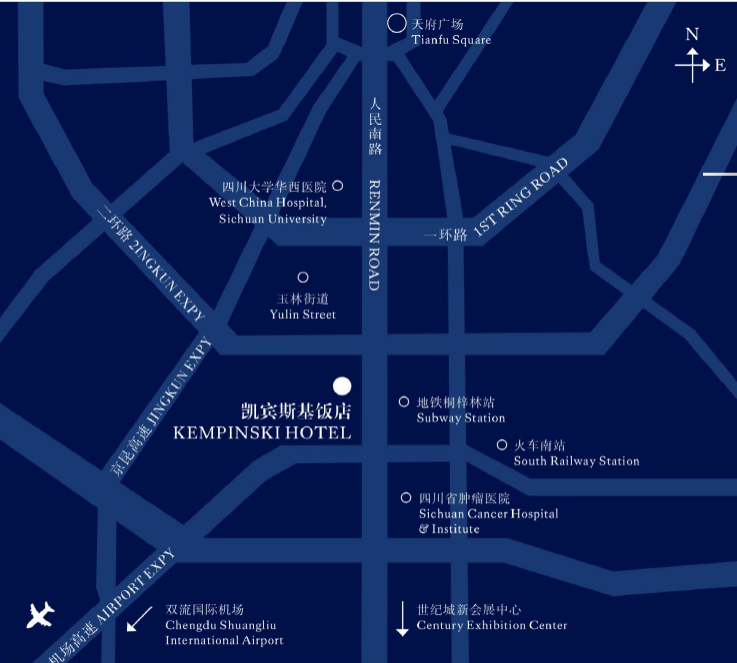 天府广场
Tianfu Square
N
E
人民南路 RENMIN ROAD
四川大学华西医院
West China Hospital,
Sichuan University
一环路 1ST RING ROAD
二环路 2INGKUN EXPY
玉林街道
Yulin Street
京昆高速 JINGKUN EXPY
凯宾斯基饭店
KEMPINSKI HOTEL
地铁桐梓林站
Subway Station
火车南站
South Railway Station
四川省肿瘤医院
Sichuan Cancer Hospital
& Institute
机场高速 AIRPORT EXPY
双流国际机场
Chengdu Shuangliu
International Airport
世纪城新会展中心
Century Exhibition Center